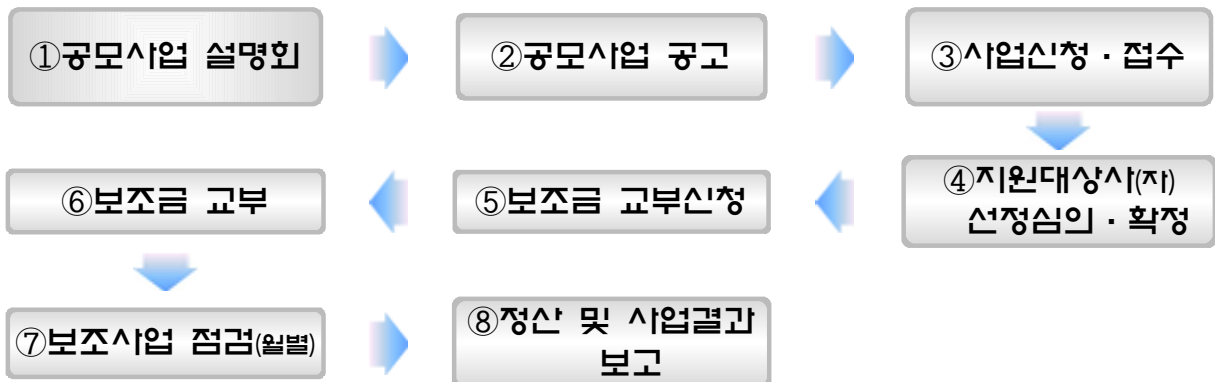 ①공모사업 설명회
②공모사업 공고
③사업신청 · 접수
④지원대상사(자)
선정심의 · 확정
⑤보조금 교부신청
⑥보조금 교부
⑦보조사업 점검(월별)
⑧정산 및 사업결과
보고